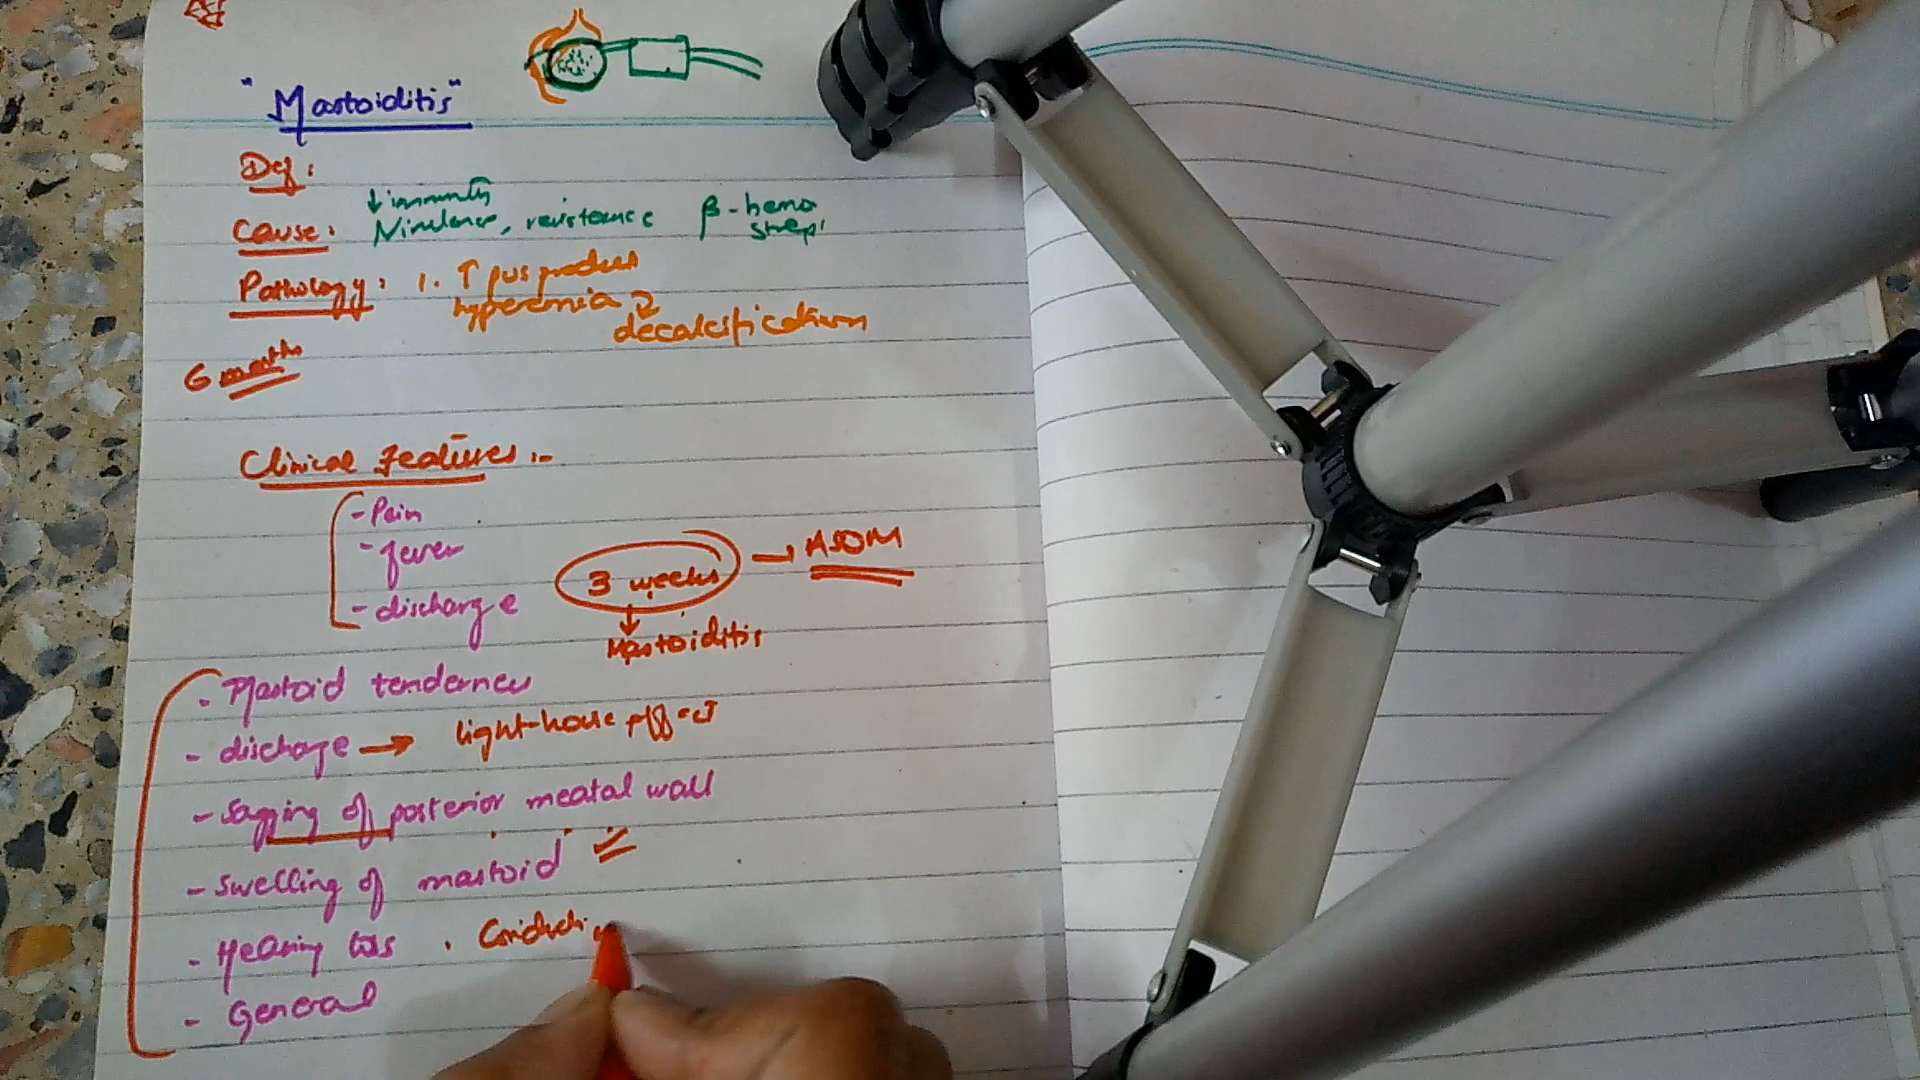 "Mastoiditis"
Def:
↓immunity
Cause: Virulence, resistance β-hemo
strep
Pathology: 1. ↑ pus product
hyperemia
decalcification
6 months
Clinical Features:-
- Pain
- fever
3 weeks → ASOM
- discharge
↓
Mastoiditis
- Mastoid tenderness
- discharge → light-house effect
- Sagging of posterior meatal wall
- Swelling of mastoid
- Hearing loss . Conducti
- General